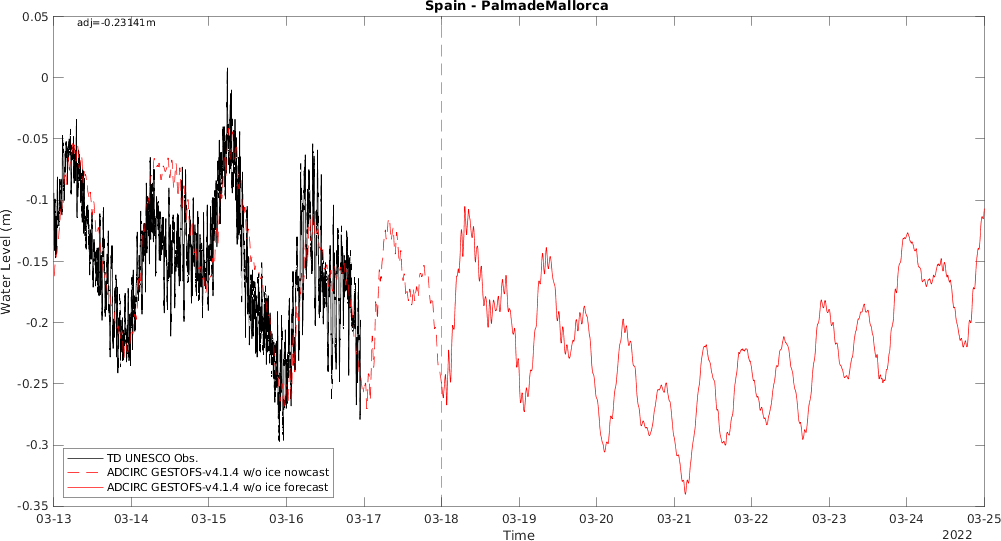 Spain - PalmadeMallorca
adj=-0.23141m
0.05
0
-0.05
-0.1
-0.15
-0.2
-0.25
-0.3
-0.35
Water Level (m)
TD UNESCO Obs.
ADCIRC GESTOFS-v4.1.4 w/o ice nowcast
ADCIRC GESTOFS-v4.1.4 w/o ice forecast
03-13 03-14 03-15 03-16 03-17 03-18 03-19 03-20 03-21 03-22 03-23 03-24 03-25
Time
2022